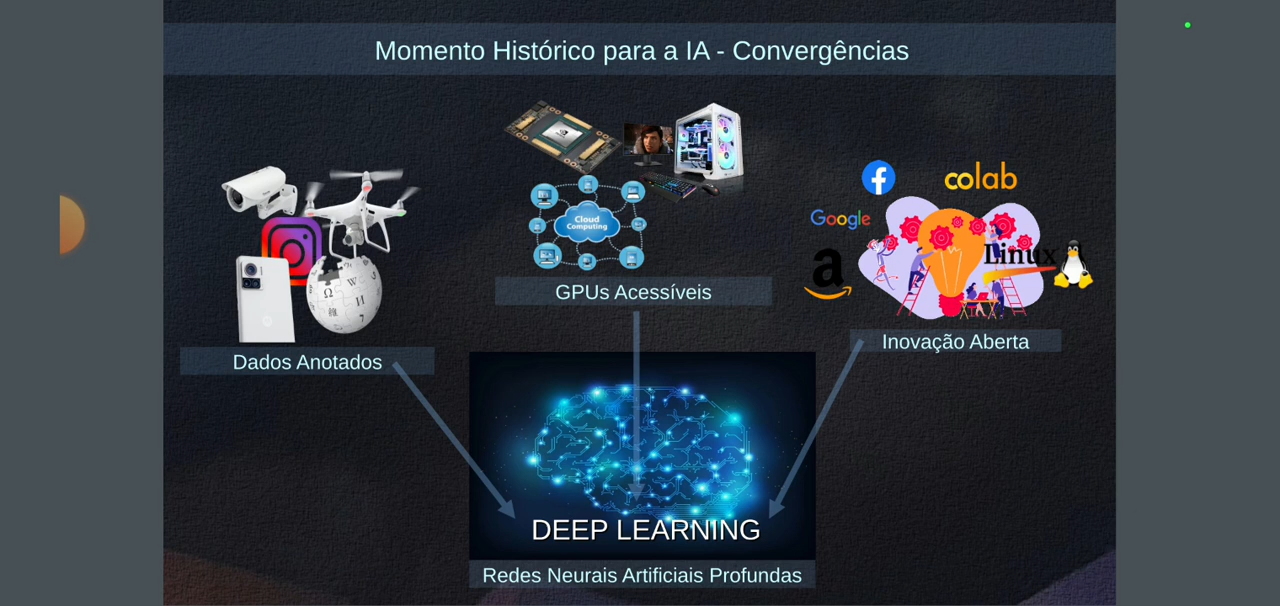 Momento Histórico para a IA - Convergências
Cloud
Computing
GPUs Acessíveis
colab
Google
Linux
a
Inovação Aberta
Dados Anotados
W
Ω
維
DEEP LEARNING
Redes Neurais Artificiais Profundas